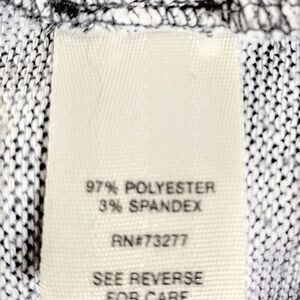 97% POLYESTER
3% SPANDEX
RN#73277
SEE REVERSE
FOR CARE